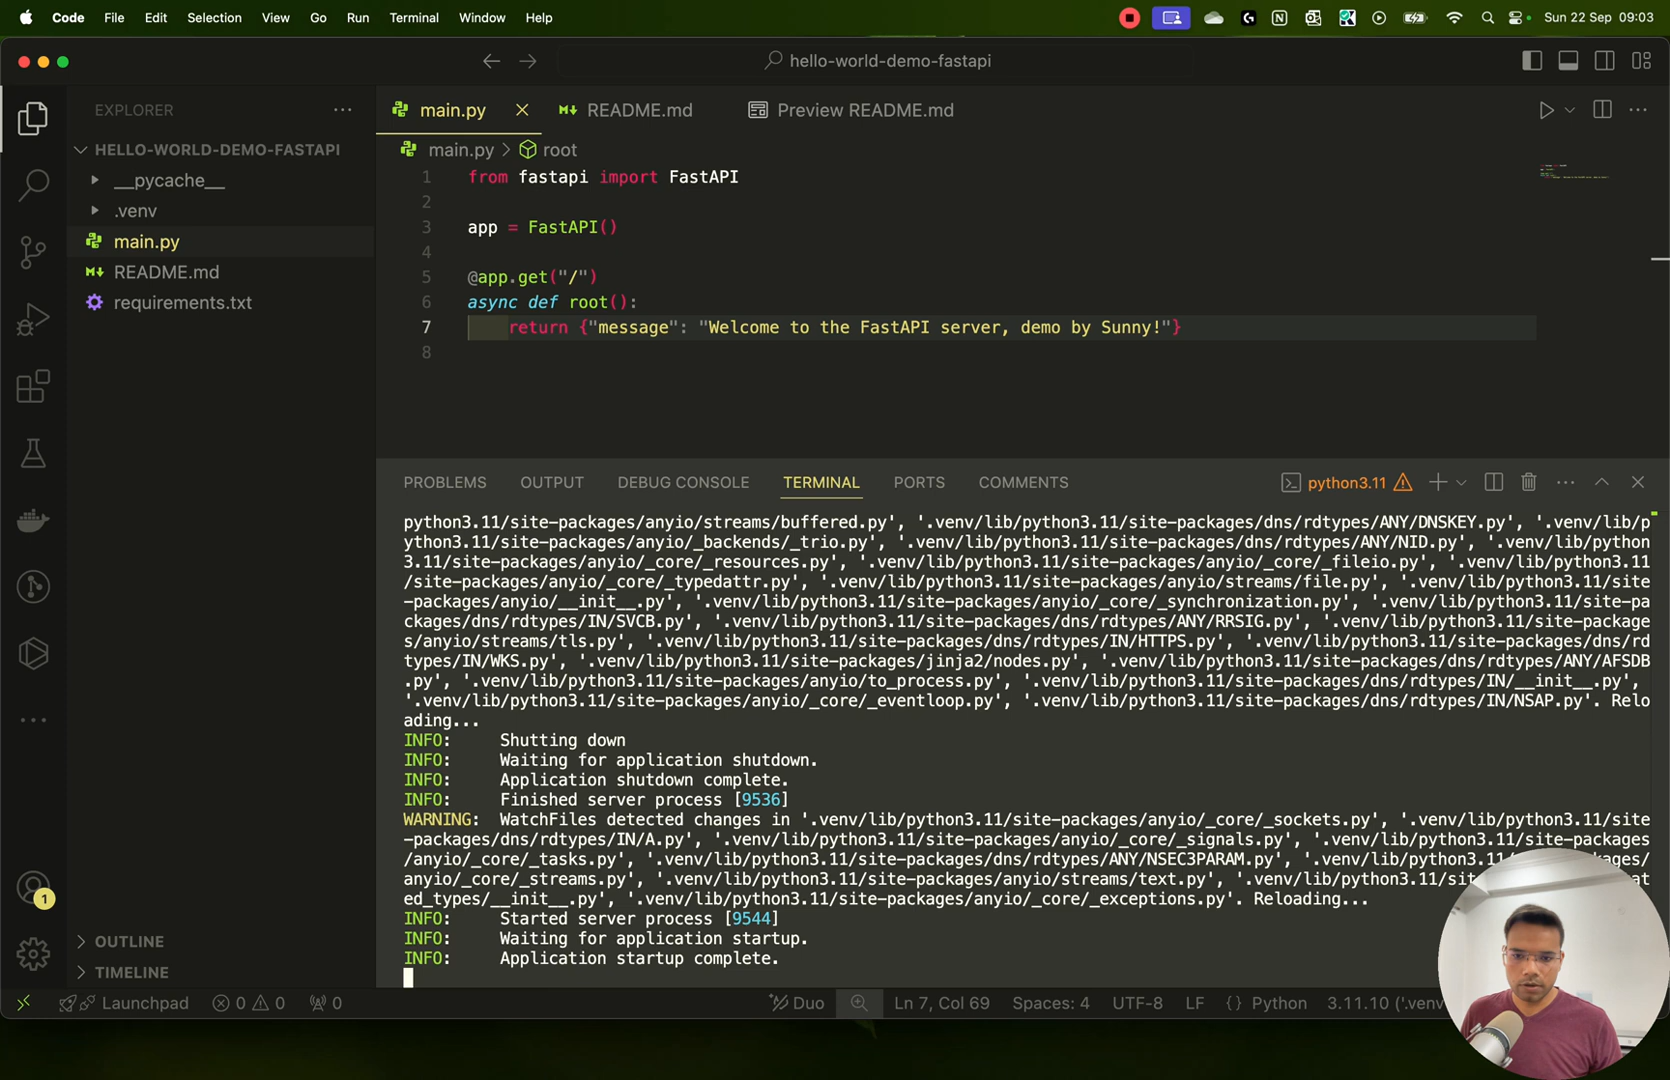 Code File Edit Selection View Go Run Terminal Window Help Sun 22 Sep 09:03
hello-world-demo-fastapi
EXPLORER
HELLO-WORLD-DEMO-FASTAPI
__pycache__
.venv
main.py
README.md
requirements.txt
OUTLINE
TIMELINE
main.py README.md Preview README.md
main.py > root
1 from fastapi import FastAPI
2
3 app = FastAPI()
4
5 @app.get("/")
6 async def root():
7 return {"message": "Welcome to the FastAPI server, demo by Sunny!"}
8
PROBLEMS OUTPUT DEBUG CONSOLE TERMINAL PORTS COMMENTS python3.11
python3.11/site-packages/anyio/streams/buffered.py', '.venv/lib/python3.11/site-packages/dns/rdtypes/ANY/DNSKEY.py', '.venv/lib/p
ython3.11/site-packages/anyio/_backends/_trio.py', '.venv/lib/python3.11/site-packages/dns/rdtypes/ANY/NID.py', '.venv/lib/python
3.11/site-packages/anyio/_core/_resources.py', '.venv/lib/python3.11/site-packages/anyio/_core/_fileio.py', '.venv/lib/python3.11
/site-packages/anyio/_core/_typedattr.py', '.venv/lib/python3.11/site-packages/anyio/streams/file.py', '.venv/lib/python3.11/site
-packages/anyio/__init__.py', '.venv/lib/python3.11/site-packages/anyio/_core/_synchronization.py', '.venv/lib/python3.11/site-pa
ckages/dns/rdtypes/IN/SVCB.py', '.venv/lib/python3.11/site-packages/dns/rdtypes/ANY/RRSIG.py', '.venv/lib/python3.11/site-package
s/anyio/streams/tls.py', '.venv/lib/python3.11/site-packages/dns/rdtypes/IN/HTTPS.py', '.venv/lib/python3.11/site-packages/dns/rd
types/IN/WKS.py', '.venv/lib/python3.11/site-packages/jinja2/nodes.py', '.venv/lib/python3.11/site-packages/dns/rdtypes/ANY/AFSDB
.py', '.venv/lib/python3.11/site-packages/anyio/to_process.py', '.venv/lib/python3.11/site-packages/dns/rdtypes/IN/__init__.py',
'.venv/lib/python3.11/site-packages/anyio/_core/_eventloop.py', '.venv/lib/python3.11/site-packages/dns/rdtypes/IN/NSAP.py'. Relo
ading...
INFO: Shutting down
INFO: Waiting for application shutdown.
INFO: Application shutdown complete.
INFO: Finished server process [9536]
WARNING: WatchFiles detected changes in '.venv/lib/python3.11/site-packages/anyio/_core/_sockets.py', '.venv/lib/python3.11/site
-packages/dns/rdtypes/IN/A.py', '.venv/lib/python3.11/site-packages/anyio/_core/_signals.py', '.venv/lib/python3.11/site-packages
/anyio/_core/_tasks.py', '.venv/lib/python3.11/site-packages/dns/rdtypes/ANY/NSEC3PARAM.py', '.venv/lib/python3.11/site-packages/
anyio/_core/_streams.py', '.venv/lib/python3.11/site-packages/anyio/streams/text.py', '.venv/lib/python3.11/
ed_types/__init__.py', '.venv/lib/python3.11/site-packages/anyio/_core/_exceptions.py'. Reloading...
INFO: Started server process [9544]
INFO: Waiting for application startup.
INFO: Application startup complete.
1
Launchpad 0 0 0 Duo Ln 7, Col 69 Spaces: 4 UTF-8 LF {} Python 3.11.10 ('.venv